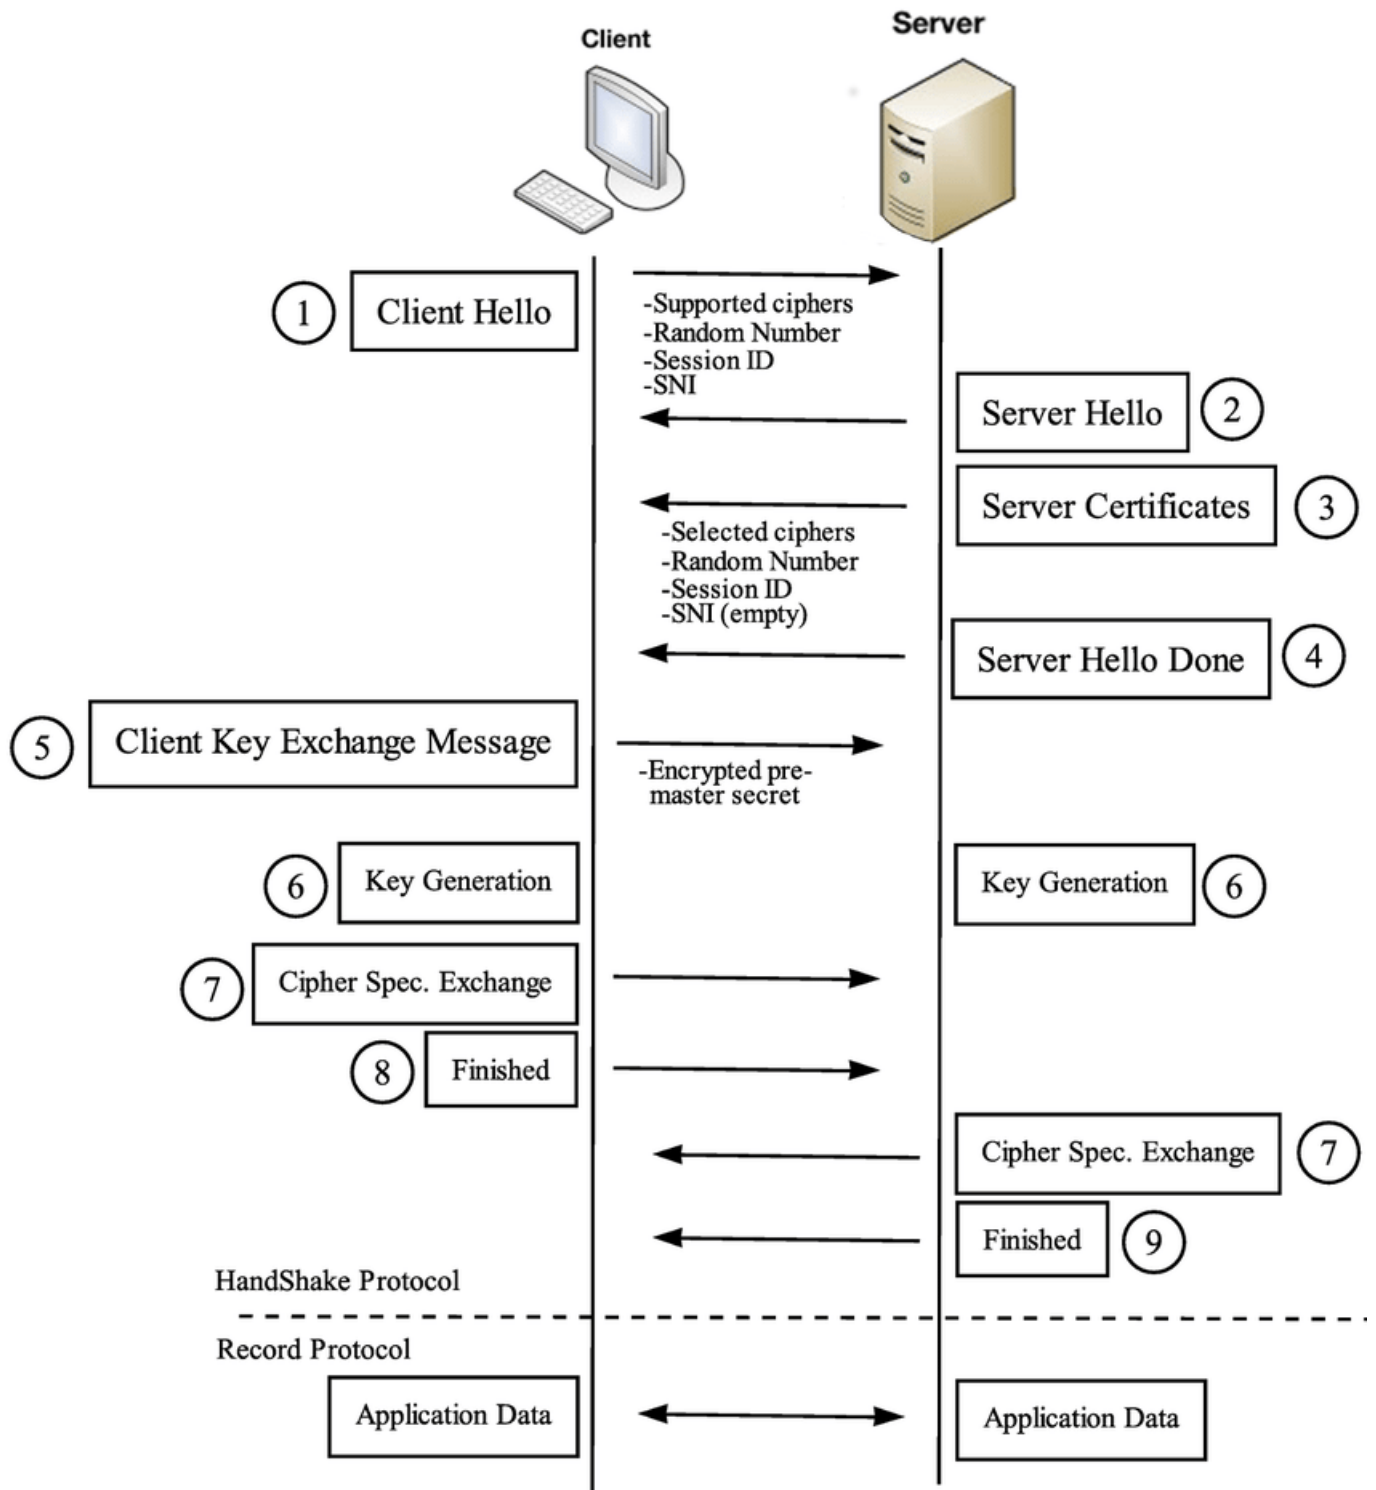 Client
Server
1
Client Hello
-Supported ciphers
-Random Number
-Session ID
-SNI
Server Hello
2
Server Certificates
3
-Selected ciphers
-Random Number
-Session ID
-SNI (empty)
Server Hello Done
4
5
Client Key Exchange Message
-Encrypted pre-
master secret
6
Key Generation
Key Generation
6
7
Cipher Spec. Exchange
8
Finished
Cipher Spec. Exchange
7
Finished
9
HandShake Protocol
Record Protocol
Application Data
Application Data